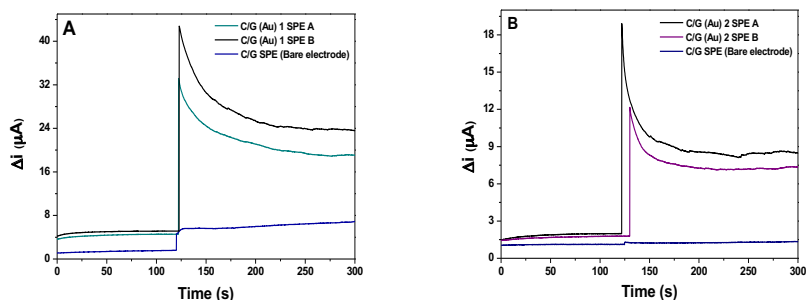 A
C/G (Au) 1 SPE A
C/G (Au) 1 SPE B
C/G SPE (Bare electrode)
Δi (μA)
40
32
24
16
8
0
0 50 100 150 200 250 300
Time (s)
B
C/G (Au) 2 SPE A
C/G (Au) 2 SPE B
C/G SPE (Bare electrode)
Δi (μA)
18
15
12
9
6
3
0
0 50 100 150 200 250 300
Time (s)